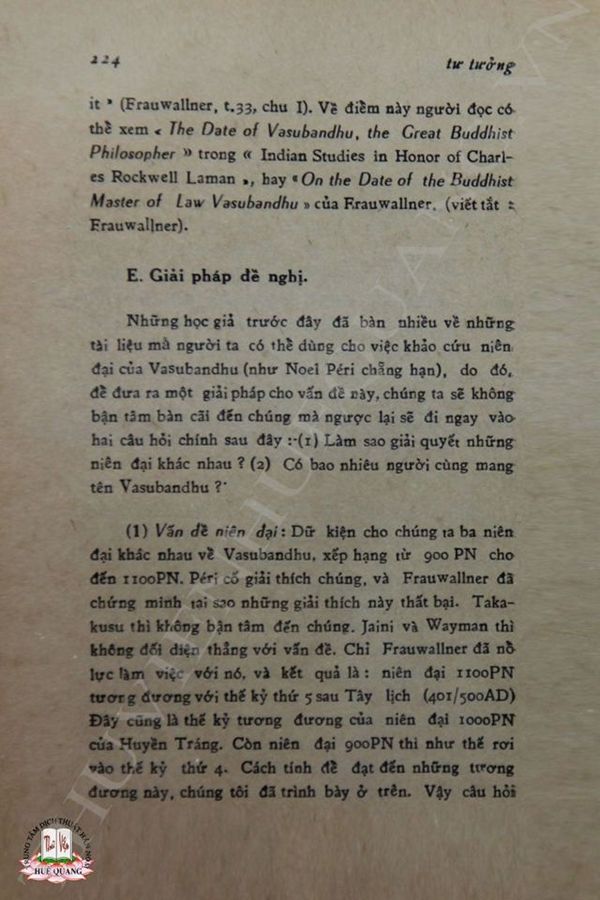 224 tư tưởng
it" (Frauwallner, t.33, chu I). Về điểm này người đọc có
thể xem « The Date of Vasubandhu, the Great Buddhist
Philosopher » trong « Indian Studies in Honor of Charl-
es Rockwell Laman », hay «On the Date of the Buddhist
Master of Law Vasubandhu » của Frauwallner. (viết tắt :
Frauwallner).
E. Giải pháp đề nghị.
Những học giả trước đây đã bàn nhiều về những
tài liệu mà người ta có thể dùng cho việc khảo cứu niên
đại của Vasubandhu (như Noel Péri chẳng hạn), do đó,
để đưa ra một giải pháp cho vấn đề này, chúng ta sẽ không
bận tâm bàn cãi đến chúng mà ngược lại sẽ đi ngay vào
hai câu hỏi chính sau đây :-(1) Làm sao giải quyết những
niên đại khác nhau ? (2) Có bao nhiêu người cùng mang
tên Vasubandhu ?
(1) Vấn đề niên đại : Dữ kiện cho chúng ta ba niên
đại khác nhau về Vasubandhu, xếp hạng từ 900 PN cho
đến 1100PN. Péri cố giải thích chúng, và Frauwallner đã
chứng minh tại sao những giải thích này thất bại. Taka-
kusu thì không bận tâm đến chúng. Jaini và Wayman thì
không đối diện thẳng với vấn đề. Chỉ Frauwallner đã nỗ
lực làm việc với nó, và kết quả là : niên đại 1100PN
tương đương với thế kỷ thứ 5 sau Tây lịch (401/500AD)
Đây cũng là thế kỷ tương đương của niên đại 1000PN
của Huyền Tráng. Còn niên đại 900PN thì như thế rơi
vào thế kỷ thứ 4. Cách tính để đạt đến những tương
đương này, chúng tôi đã trình bày ở trên. Vậy câu hỏi
TRUNG TÂM DỊCH THUẬT HÁN NÔM
HUỆ QUANG